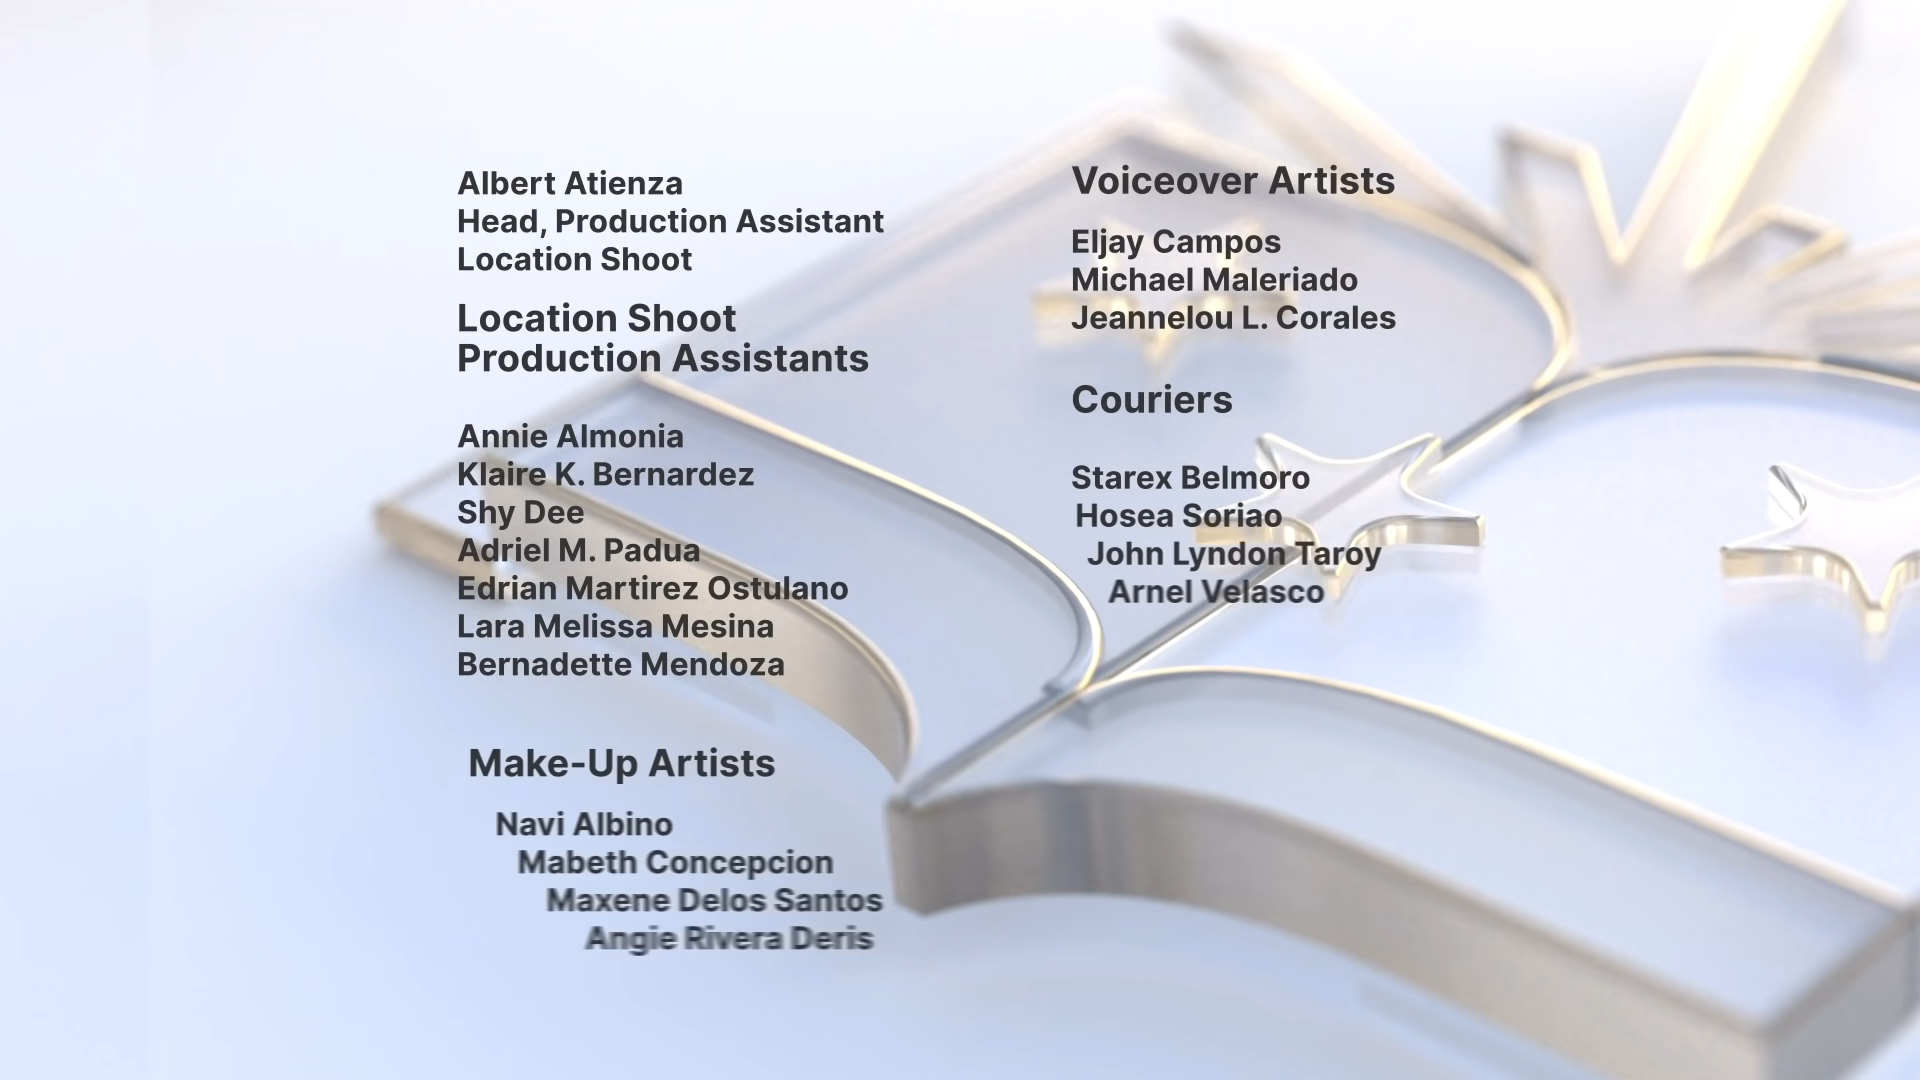 Albert Atienza
Head, Production Assistant
Location Shoot
Location Shoot
Production Assistants
Annie Almonia
Klaire K. Bernardez
Shy Dee
Adriel M. Padua
Edrian Martirez Ostulano
Lara Melissa Mesina
Bernadette Mendoza
Make-Up Artists
Navi Albino
Mabeth Concepcion
Maxene Delos Santos
Angie Rivera Deris
Voiceover Artists
Eljay Campos
Michael Maleriado
Jeannelou L. Corales
Couriers
Starex Belmoro
Hosea Soriao
John Lyndon Taroy
Arnel Velasco